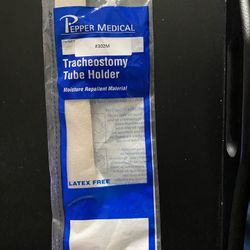 PEPPER MEDICAL
#302M
Tracheostomy
Tube Holder
Moisture Repellent Material
LATEX FREE